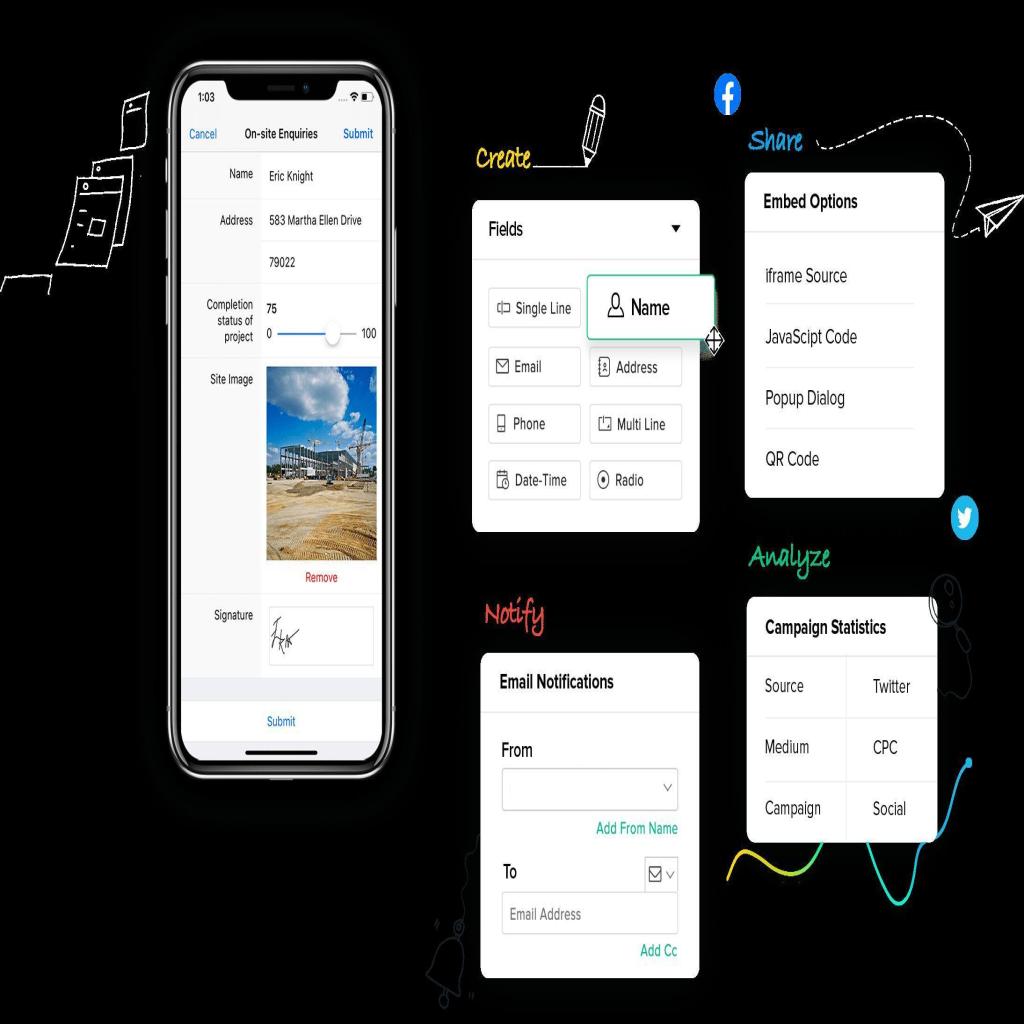 1:03
Cancel On-site Enquiries Submit
Name Eric Knight
Address 583 Martha Ellen Drive
79022
Completion status of project
75
0 100
Site Image
Remove
Signature
Submit
Create
Fields
Single Line Name
Email Address
Phone Multi Line
Date-Time Radio
Notify
Email Notifications
From
Add From Name
To
Email Address
Add Cc
Share
Embed Options
iframe Source
JavaScipt Code
Popup Dialog
QR Code
Analyze
Campaign Statistics
Source Twitter
Medium CPC
Campaign Social